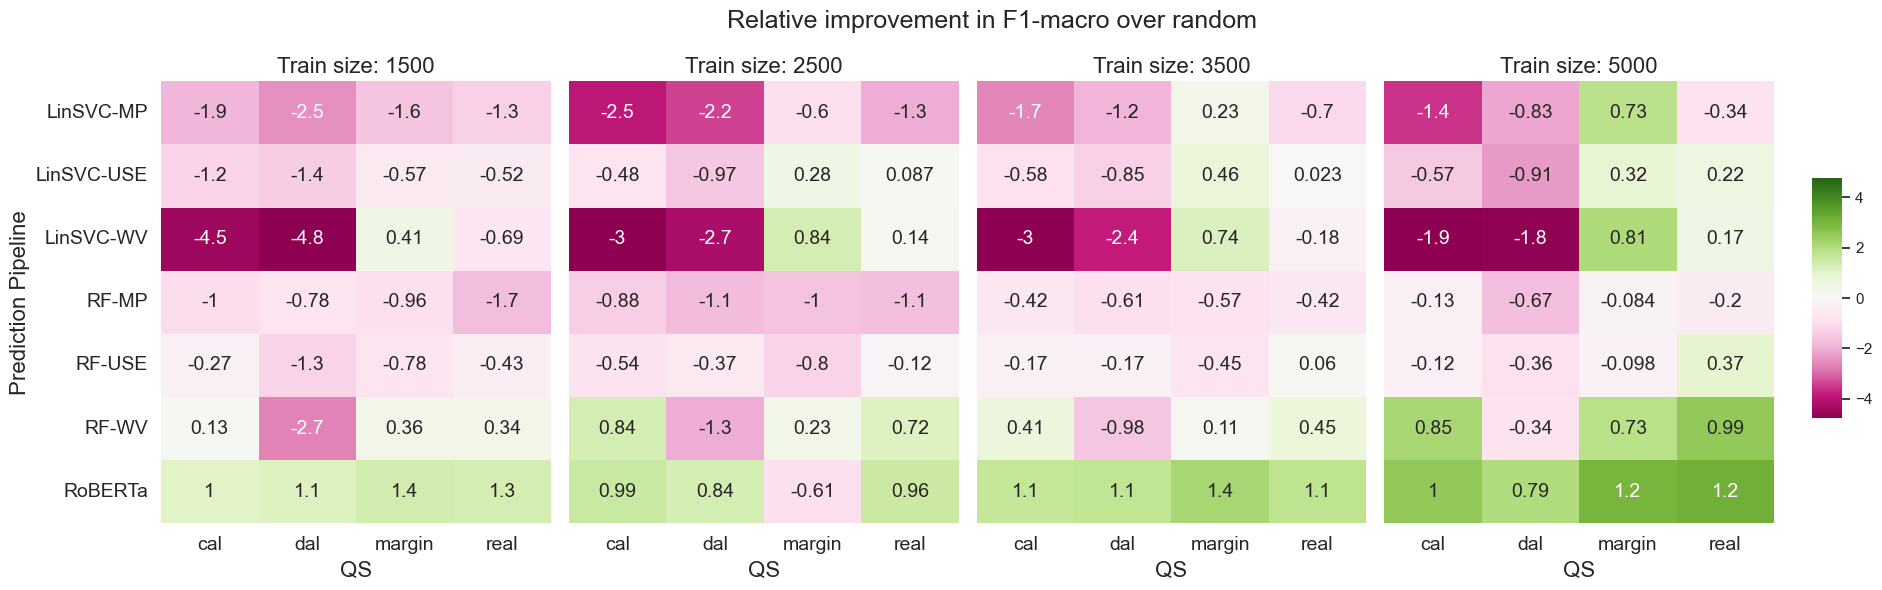 Relative improvement in F1-macro over random
Train size: 1500 Train size: 2500 Train size: 3500 Train size: 5000
Prediction Pipeline
LinSVC-MP -1.9 -2.5 -1.6 -1.3 -2.5 -2.2 -0.6 -1.3 -1.7 -1.2 0.23 -0.7 -1.4 -0.83 0.73 -0.34
LinSVC-USE -1.2 -1.4 -0.57 -0.52 -0.48 -0.97 0.28 0.087 -0.58 -0.85 0.46 0.023 -0.57 -0.91 0.32 0.22
LinSVC-WV -4.5 -4.8 0.41 -0.69 -3 -2.7 0.84 0.14 -3 -2.4 0.74 -0.18 -1.9 -1.8 0.81 0.17
RF-MP -1 -0.78 -0.96 -1.7 -0.88 -1.1 -1 -1.1 -0.42 -0.61 -0.57 -0.42 -0.13 -0.67 -0.084 -0.2
RF-USE -0.27 -1.3 -0.78 -0.43 -0.54 -0.37 -0.8 -0.12 -0.17 -0.17 -0.45 0.06 -0.12 -0.36 -0.098 0.37
RF-WV 0.13 -2.7 0.36 0.34 0.84 -1.3 0.23 0.72 0.41 -0.98 0.11 0.45 0.85 -0.34 0.73 0.99
RoBERTa 1 1.1 1.4 1.3 0.99 0.84 -0.61 0.96 1.1 1.1 1.4 1.1 1 0.79 1.2 1.2
cal dal margin real cal dal margin real cal dal margin real cal dal margin real
QS QS QS QS
4
2
0
−2
−4